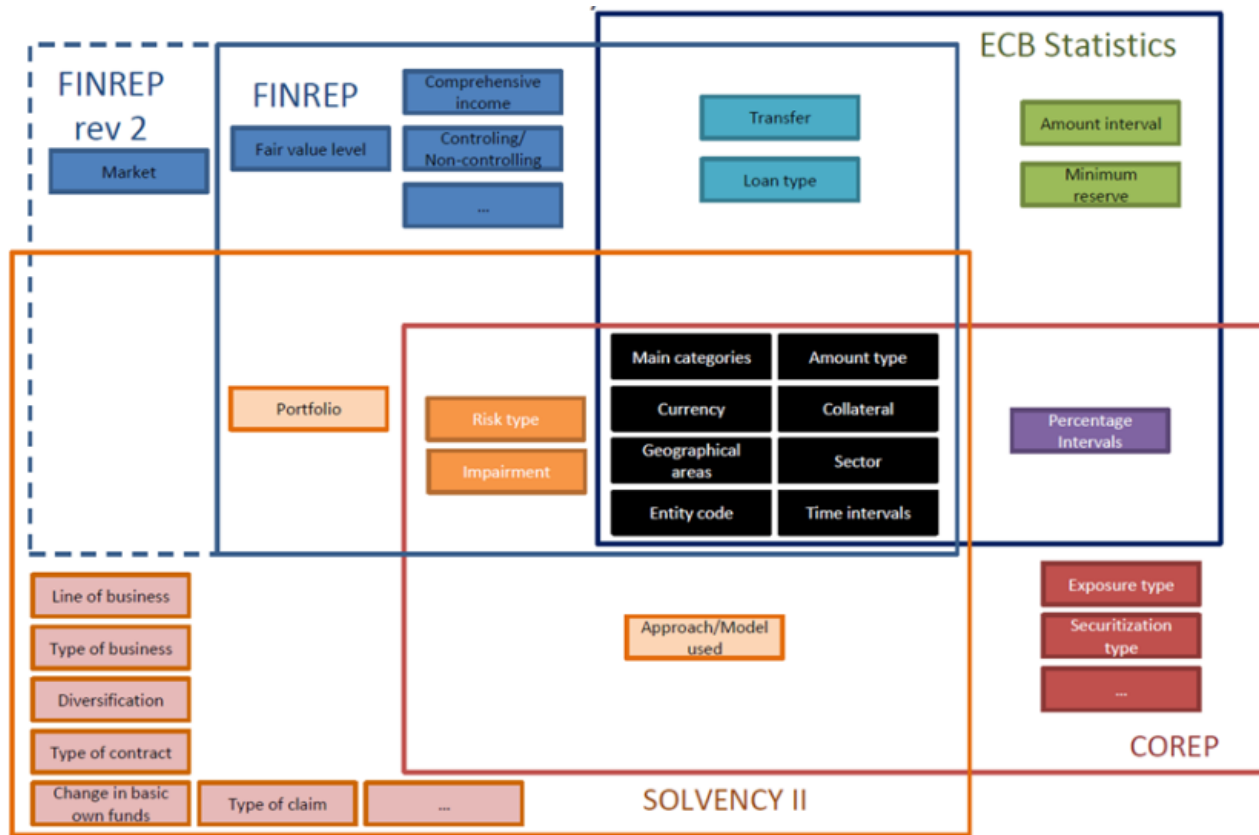 ECB Statistics
FINREP
rev 2
FINREP
Comprehensive
income
Transfer
Amount interval
Fair value level
Controling/
Non-controlling
Market
Loan type
Minimum
reserve
...
Main categories
Amount type
Portfolio
Risk type
Currency
Collateral
Percentage
Intervals
Impairment
Geographical
areas
Sector
Entity code
Time intervals
Line of business
Exposure type
Type of business
Approach/Model
used
Securitization
type
Diversification
...
Type of contract
COREP
Change in basic
own funds
Type of claim
...
SOLVENCY II